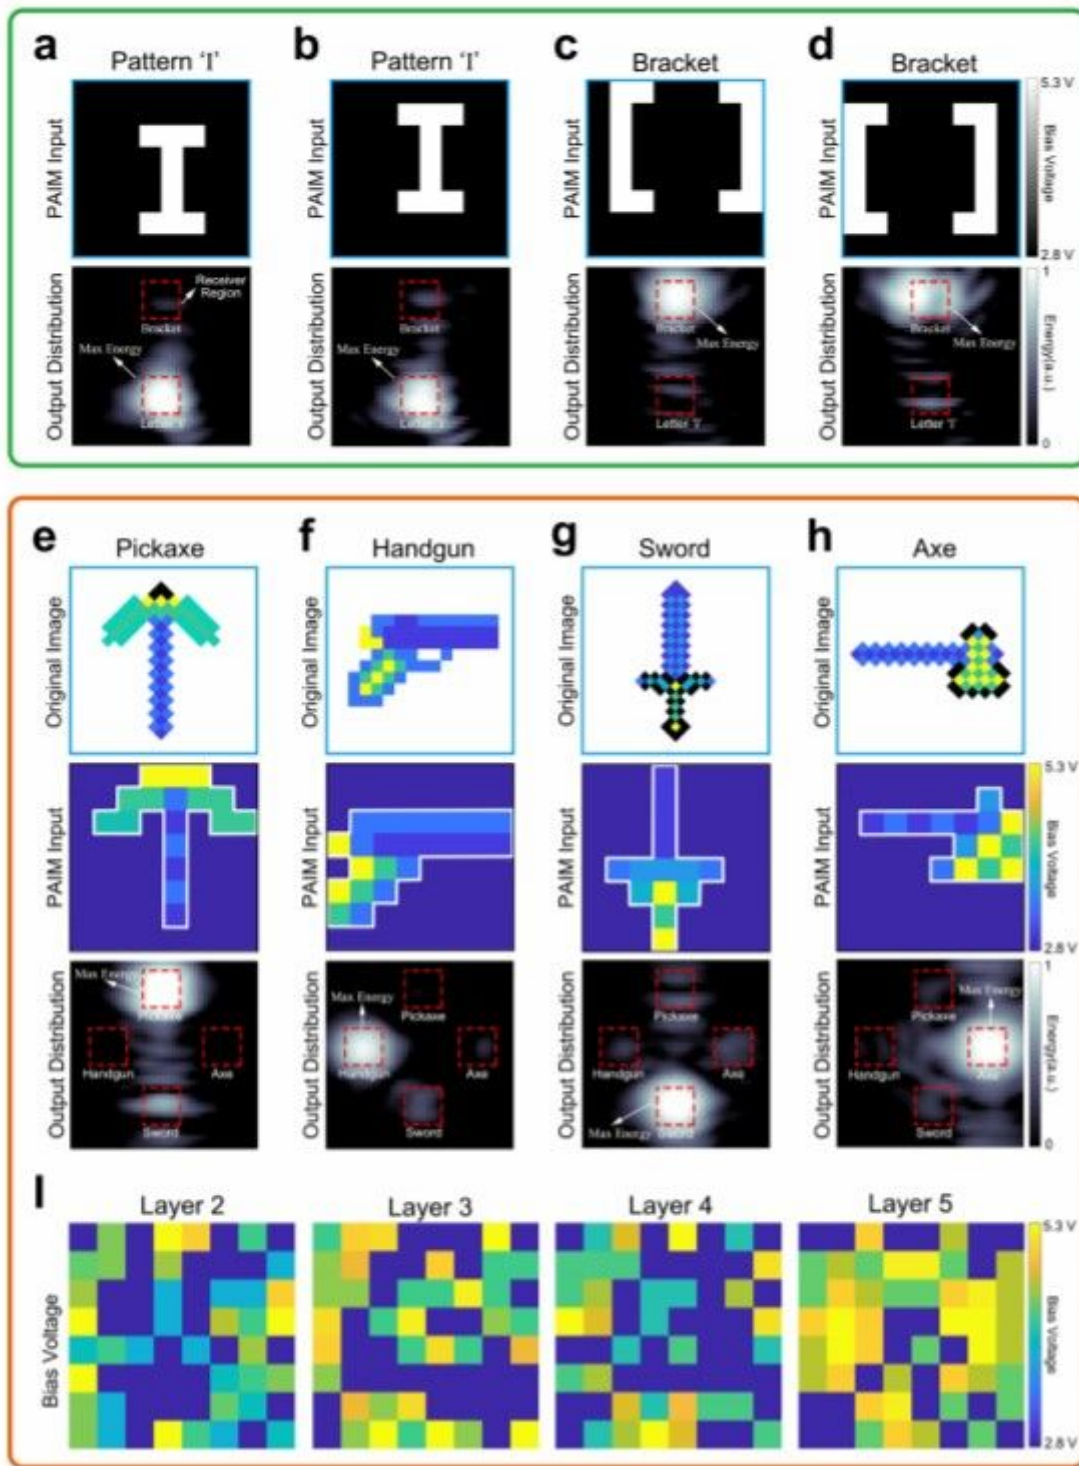 a
Pattern 'I'
b
Pattern 'I'
c
Bracket
d
Bracket
PAIM Input
PAIM Input
PAIM Input
PAIM Input
5.3 V
Bias Voltage
2.8 V
Output Distribution
Receiver
Region
Bracket
Max Energy
Letter 'I'
Output Distribution
Bracket
Max Energy
Output Distribution
Bracket
Max Energy
Letter 'I'
Output Distribution
Bracket
Max Energy
Letter 'I'
1
Energy(a.u.)
0
e
Pickaxe
f
Handgun
g
Sword
h
Axe
Original Image
Original Image
Original Image
Original Image
PAIM Input
PAIM Input
PAIM Input
PAIM Input
5.3 V
Bias Voltage
2.8 V
Output Distribution
Max Energy
Pickaxe
Handgun
Axe
Sword
Output Distribution
Max Energy
Pickaxe
Handgun
Axe
Sword
Output Distribution
Pickaxe
Handgun
Axe
Max Energy
Sword
Output Distribution
Pickaxe
Max Energy
Handgun
Axe
Sword
1
Energy(a.u.)
0
l
Layer 2
Layer 3
Layer 4
Layer 5
Bias Voltage
5.3 V
Bias Voltage
2.8 V